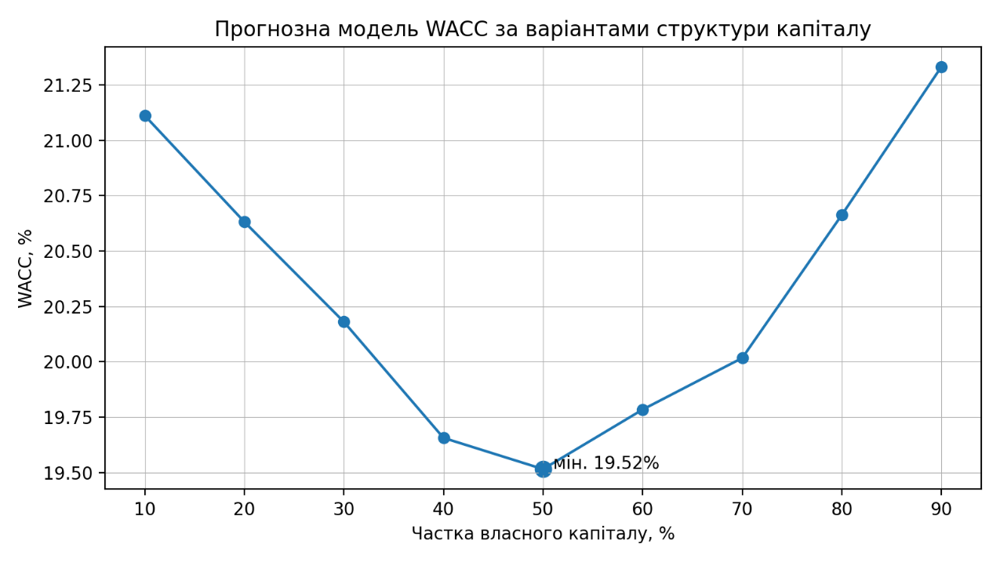 Прогнозна модель WACC за варіантами структури капіталу
WACC, %
21.25
21.00
20.75
20.50
20.25
20.00
19.75
19.50
мін. 19.52%
10 20 30 40 50 60 70 80 90
Частка власного капіталу, %